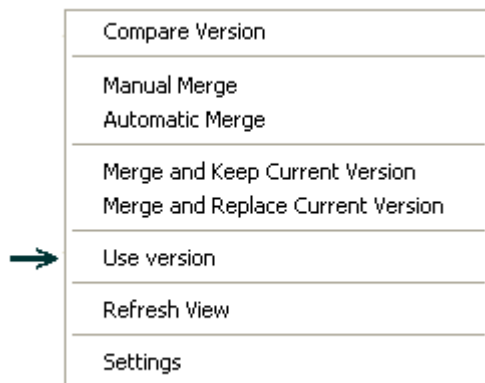 Compare Version
Manual Merge
Automatic Merge
Merge and Keep Current Version
Merge and Replace Current Version
Use version
Refresh View
Settings